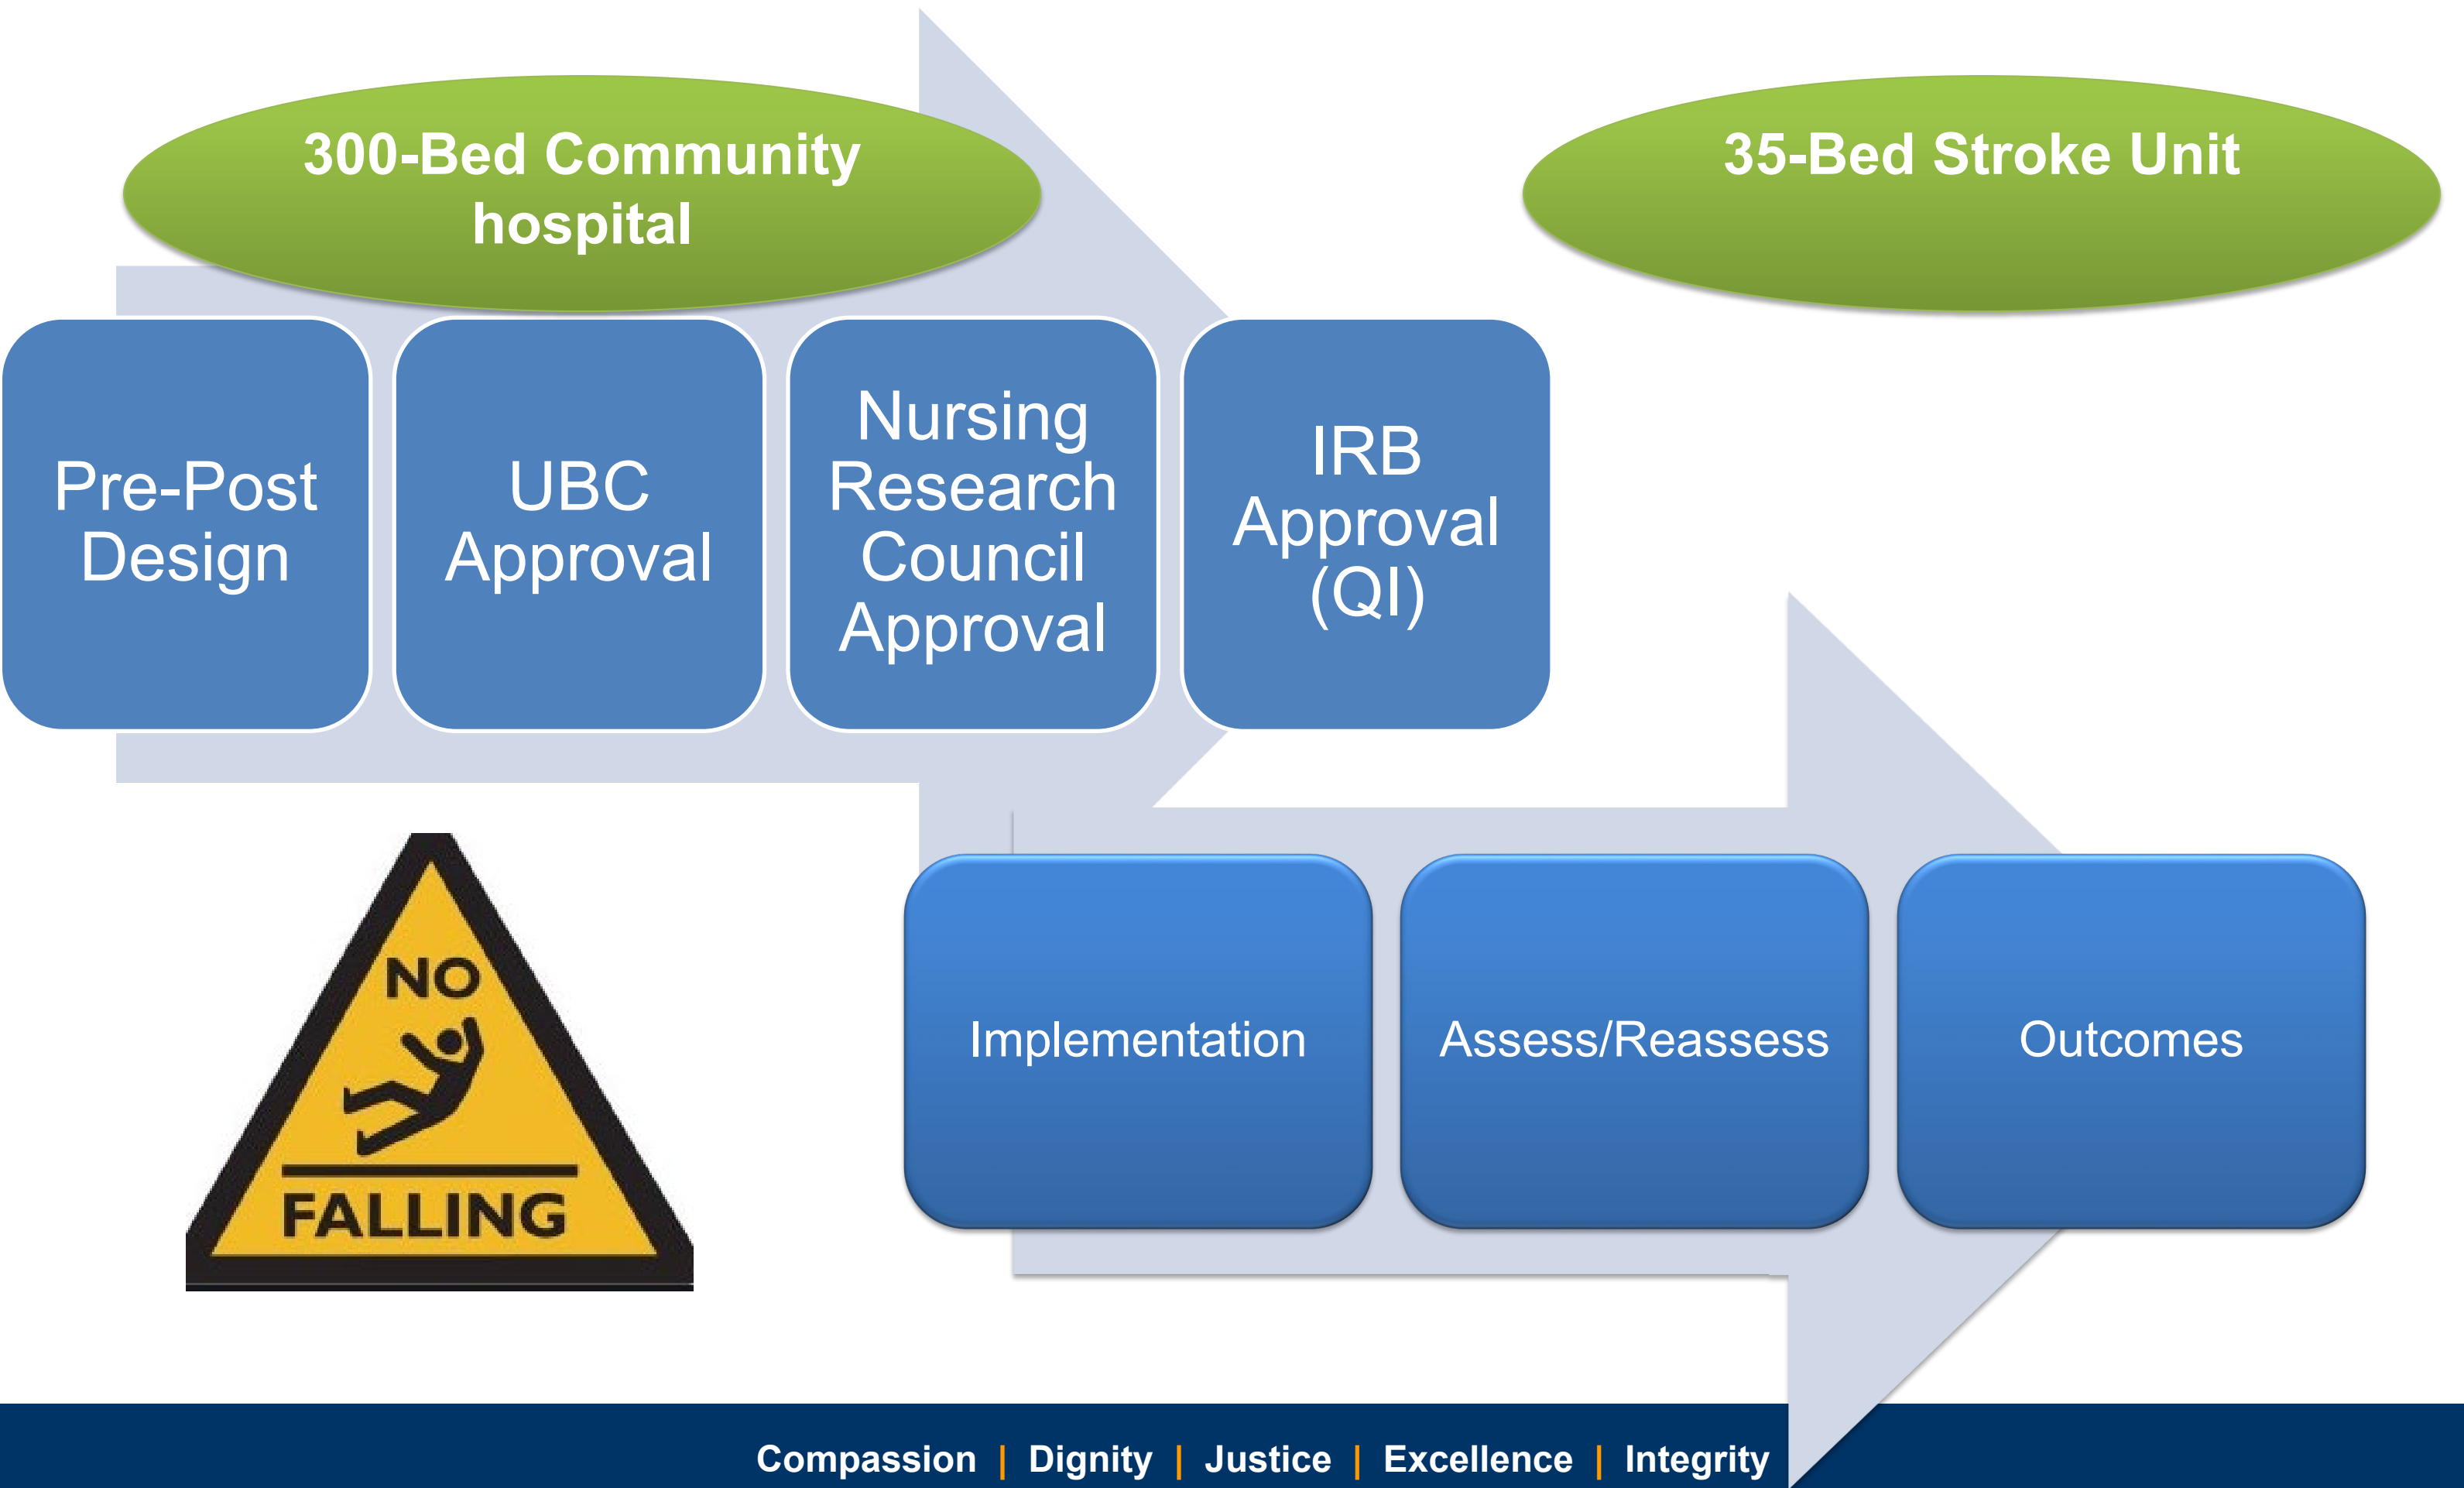 300-Bed Community
hospital
35-Bed Stroke Unit
Pre-Post
Design
UBC
Approval
Nursing
Research
Council
Approval
IRB
Approval
(QI)
NO
FALLING
Implementation
Assess/Reassess
Outcomes
Compassion | Dignity | Justice | Excellence | Integrity